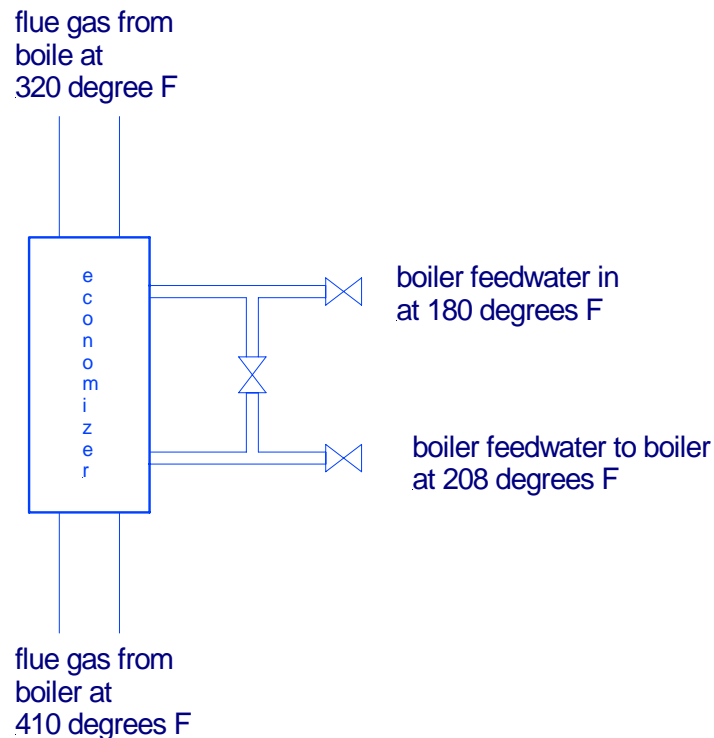 flue gas from
boile at
320 degree F
economizer
boiler feedwater in
at 180 degrees F
boiler feedwater to boiler
at 208 degrees F
flue gas from
boiler at
410 degrees F